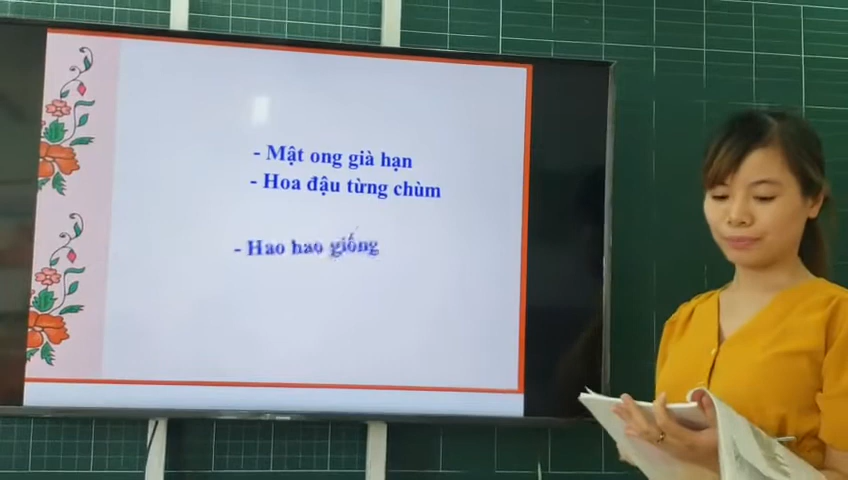 - Mật ong già hạn
- Hoa đậu từng chùm
- Hao hao giống